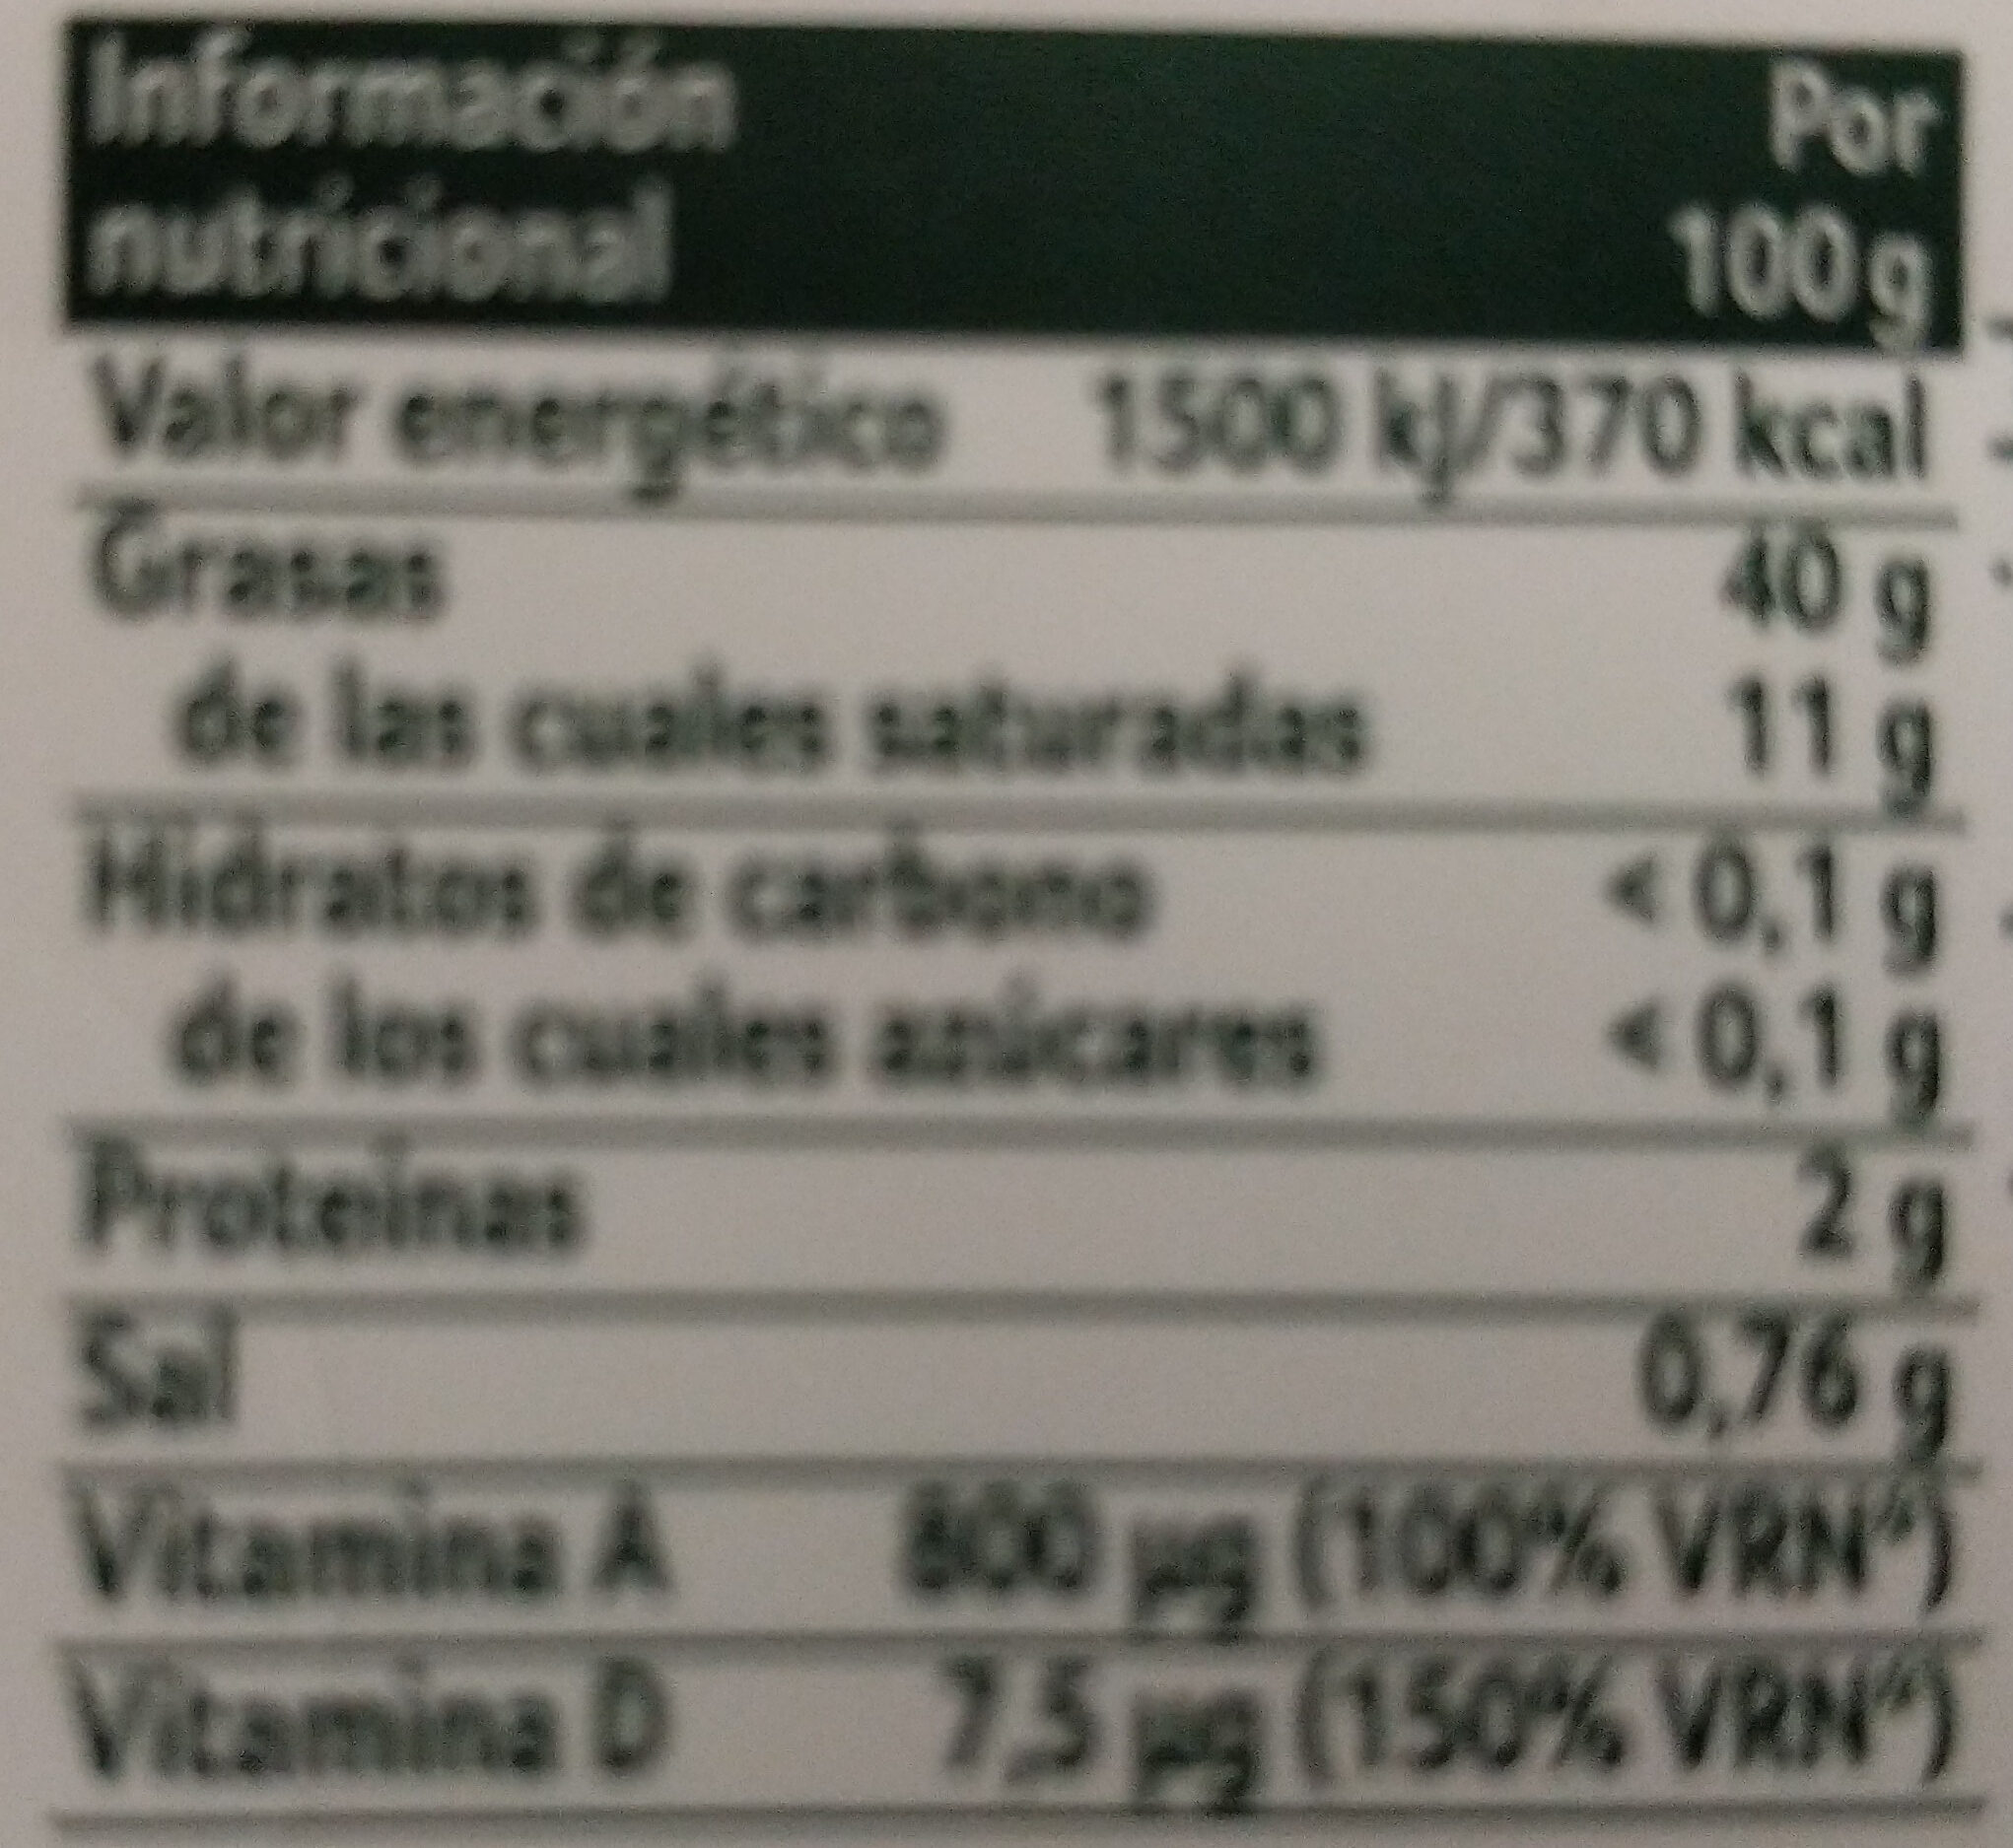 Información Por
nutricional 100 g
Valor energético 1500 kJ/370 kcal
Grasas 40 g
de las cuales saturadas 11 g
Hidratos de carbono < 0,1 g
de los cuales azúcares < 0,1 g
Proteínas 2 g
Sal 0,76 g
Vitamina A 800 µg (100% VRN*)
Vitamina D 7,5 µg (150% VRN*)